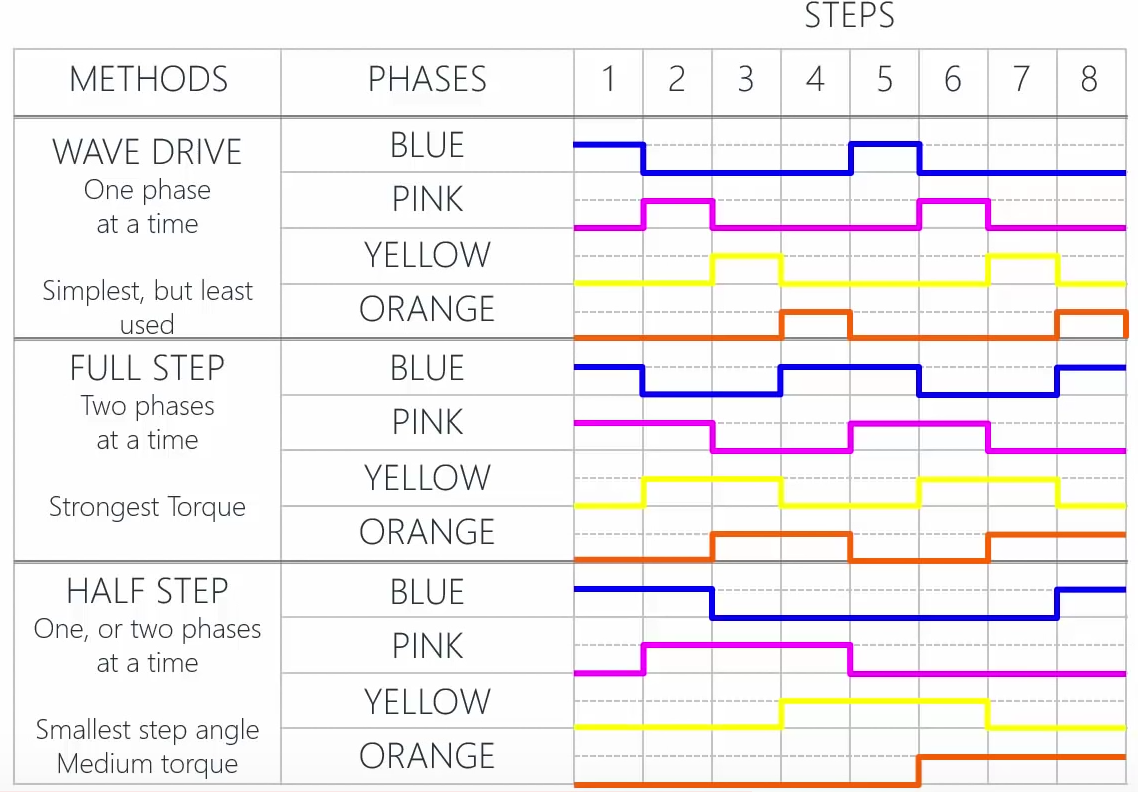 STEPS
METHODS PHASES 1 2 3 4 5 6 7 8
WAVE DRIVE
One phase
at a time
Simplest, but least
used
BLUE
PINK
YELLOW
ORANGE
FULL STEP
Two phases
at a time
Strongest Torque
BLUE
PINK
YELLOW
ORANGE
HALF STEP
One, or two phases
at a time
Smallest step angle
Medium torque
BLUE
PINK
YELLOW
ORANGE